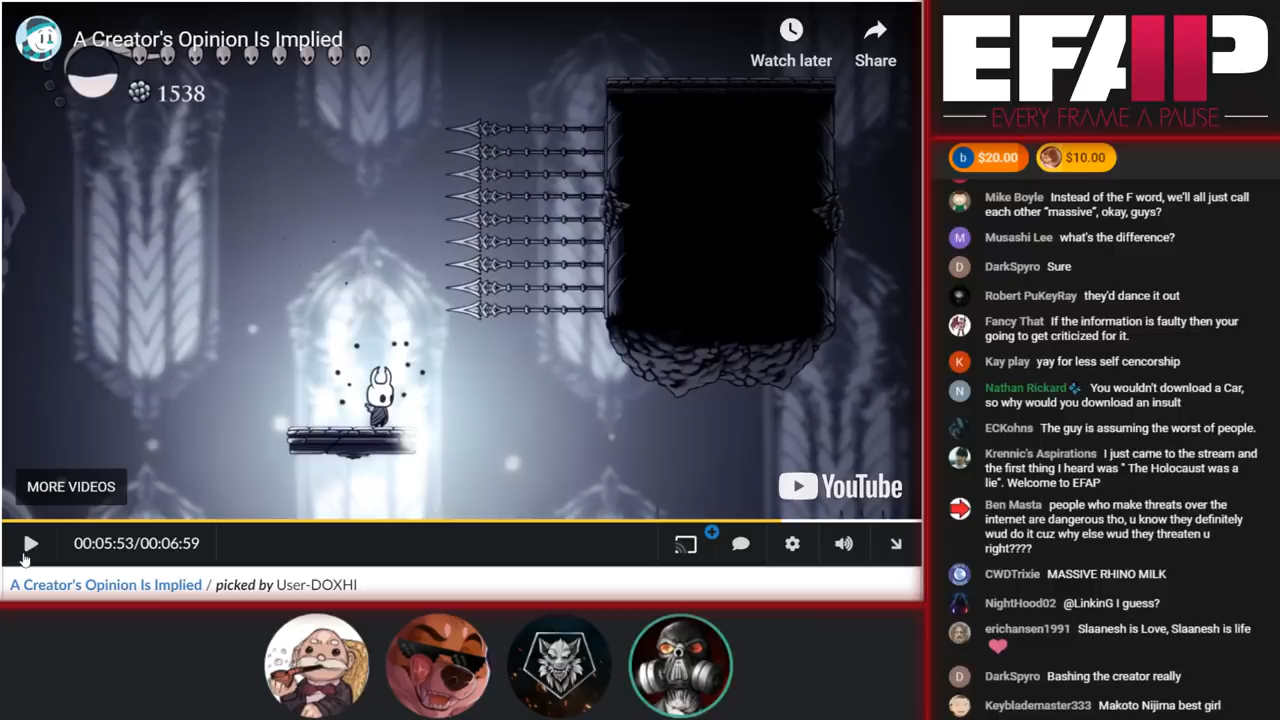 A Creator's Opinion Is Implied
1538
Watch later
Share
MORE VIDEOS
YouTube
00:05:53/00:06:59
A Creator's Opinion Is Implied / picked by User-DOXHI
EFAP
EVERY FRAME A PAUSE
b $20.00
$10.00
Mike Boyle Instead of the F word, we'll all just call
each other “massive”, okay, guys?
M Musashi Lee what's the difference?
D DarkSpyro Sure
Robert PuKeyRay they'd dance it out
Fancy That If the information is faulty then your
going to get criticized for it.
K Kay play yay for less self cencorship
N Nathan Rickard You wouldn't download a Car,
so why would you download an insult
ECKohns The guy is assuming the worst of people.
Krennic's Aspirations I just came to the stream and
the first thing I heard was " The Holocaust was a
lie". Welcome to EFAP
Ben Masta people who make threats over the
internet are dangerous tho, u know they definitely
wud do it cuz why else wud they threaten u
right????
CWDTrixie MASSIVE RHINO MILK
NightHood02 @LinkinG I guess?
erichansen1991 Slaanesh is Love, Slaanesh is life
D DarkSpyro Bashing the creator really
Keyblademaster333 Makoto Nijima best girl